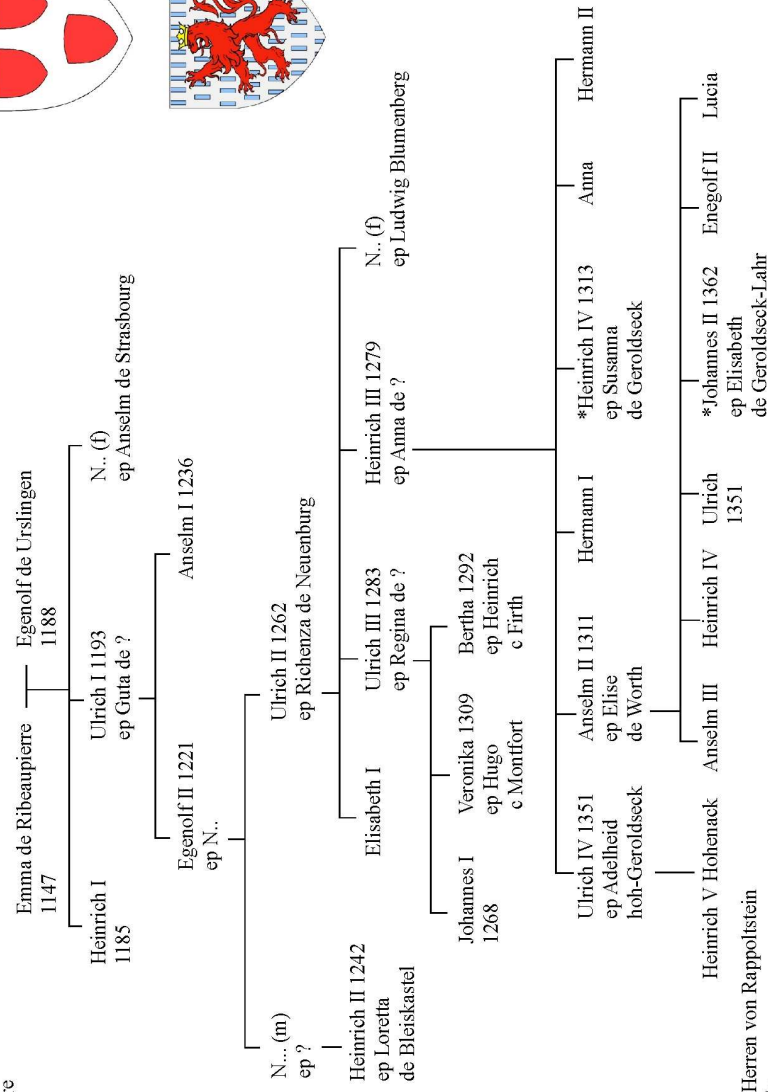 re
Emma de Ribeaupierre
1147
Egenolf de Urslingen
1188
Heinrich I
1185
Ulrich I 1193
ep Guta de ?
N.. (f)
ep Anselm de Strasbourg
Egenolf II 1221
ep N..
Anselm I 1236
N... (m)
ep ?
Ulrich II 1262
ep Richenza de Neuenburg
Heinrich II 1242
ep Loretta
de Bleiskastel
Elisabeth I
Ulrich III 1283
ep Regina de ?
Heinrich III 1279
ep Anna de ?
N.. (f)
ep Ludwig Blumenberg
Johannes I
1268
Veronika 1309
ep Hugo
c Montfort
Bertha 1292
ep Heinrich
c Firth
Ulrich IV 1351
ep Adelheid
hoh-Geroldseck
Anselm II 1311
ep Elise
de Worth
Hermann I
*Heinrich IV 1313
ep Susanna
de Geroldseck
Anna
Hermann II
Heinrich V Hohenack
Anselm III
Heinrich IV
Ulrich
1351
*Johannes II 1362
ep Elisabeth
de Geroldseck-Lahr
Enegolf II
Lucia
Herren von Rappoltstein